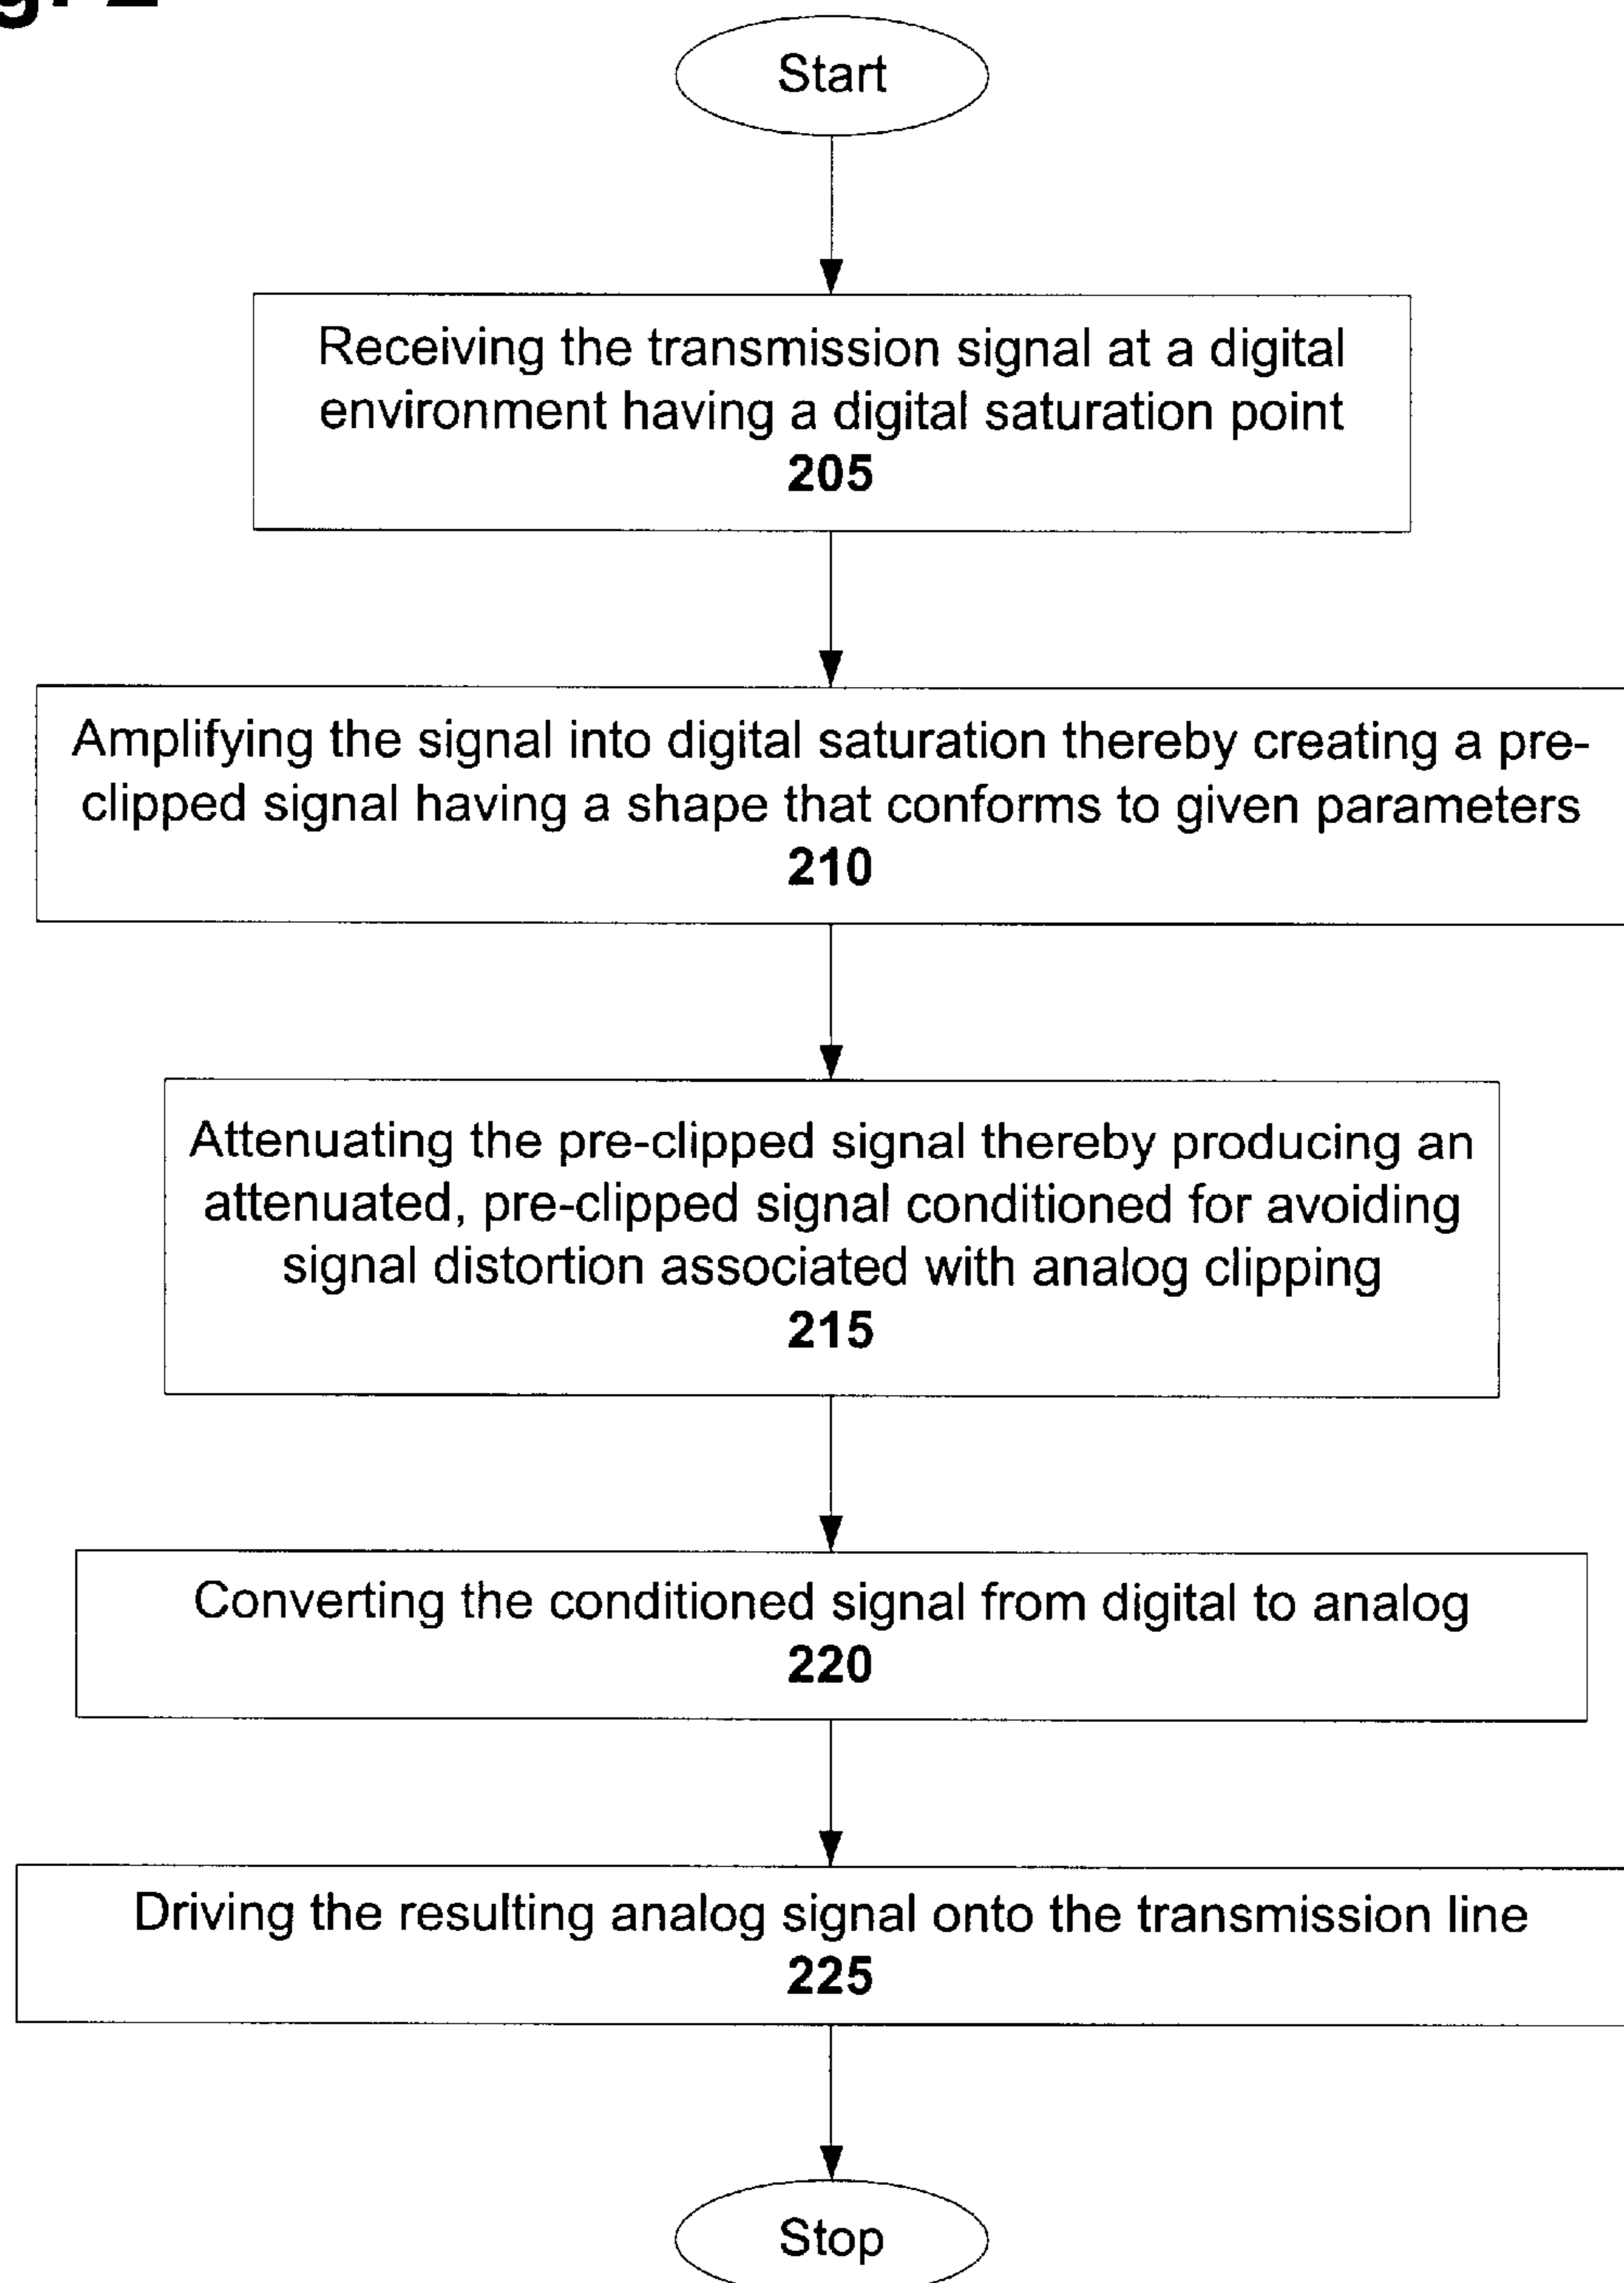 g. 2
Start
Receiving the transmission signal at a digital
environment having a digital saturation point
205
Amplifying the signal into digital saturation thereby creating a pre-
clipped signal having a shape that conforms to given parameters
210
Attenuating the pre-clipped signal thereby producing an
attenuated, pre-clipped signal conditioned for avoiding
signal distortion associated with analog clipping
215
Converting the conditioned signal from digital to analog
220
Driving the resulting analog signal onto the transmission line
225
Stop